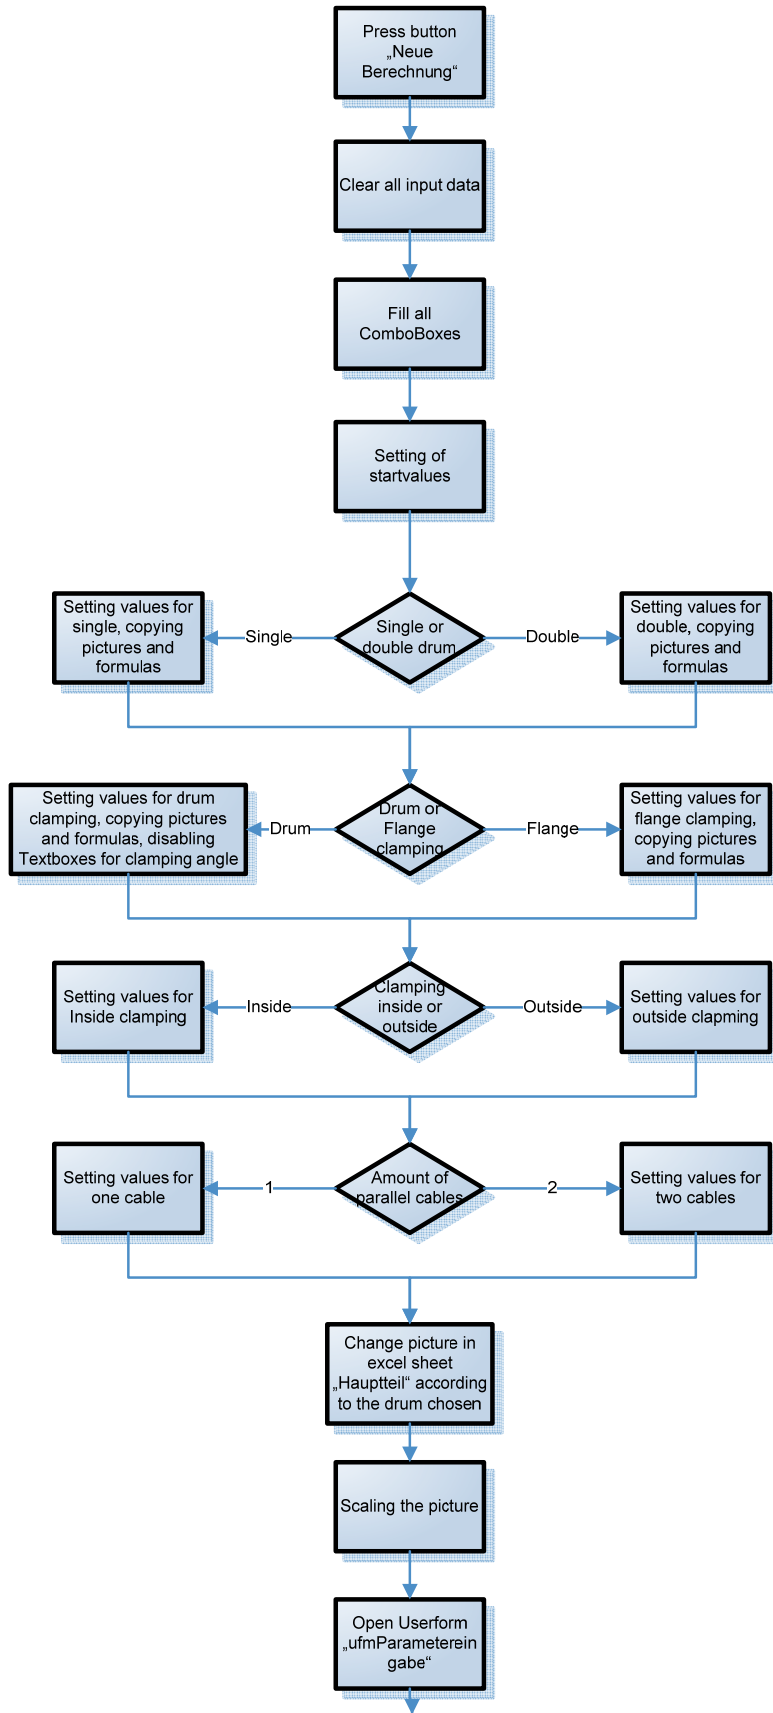 Press button
„Neue
Berechnung“
Clear all input data
Fill all
ComboBoxes
Setting of
startvalues
Setting values for
single, copying
pictures and
formulas
Single
Single or
double drum
Double
Setting values for
double, copying
pictures and
formulas
Setting values for drum
clamping, copying pictures
and formulas, disabling
Textboxes for clamping angle
Drum
Drum or
Flange
clamping
Flange
Setting values for
flange clamping,
copying pictures
and formulas
Setting values for
Inside clamping
Inside
Clamping
inside or
outside
Outside
Setting values for
outside clapming
Setting values for
one cable
1
Amount of
parallel cables
2
Setting values for
two cables
Change picture in
excel sheet
„Hauptteil“ according
to the drum chosen
Scaling the picture
Open Userform
„ufmParameterein
gabe“